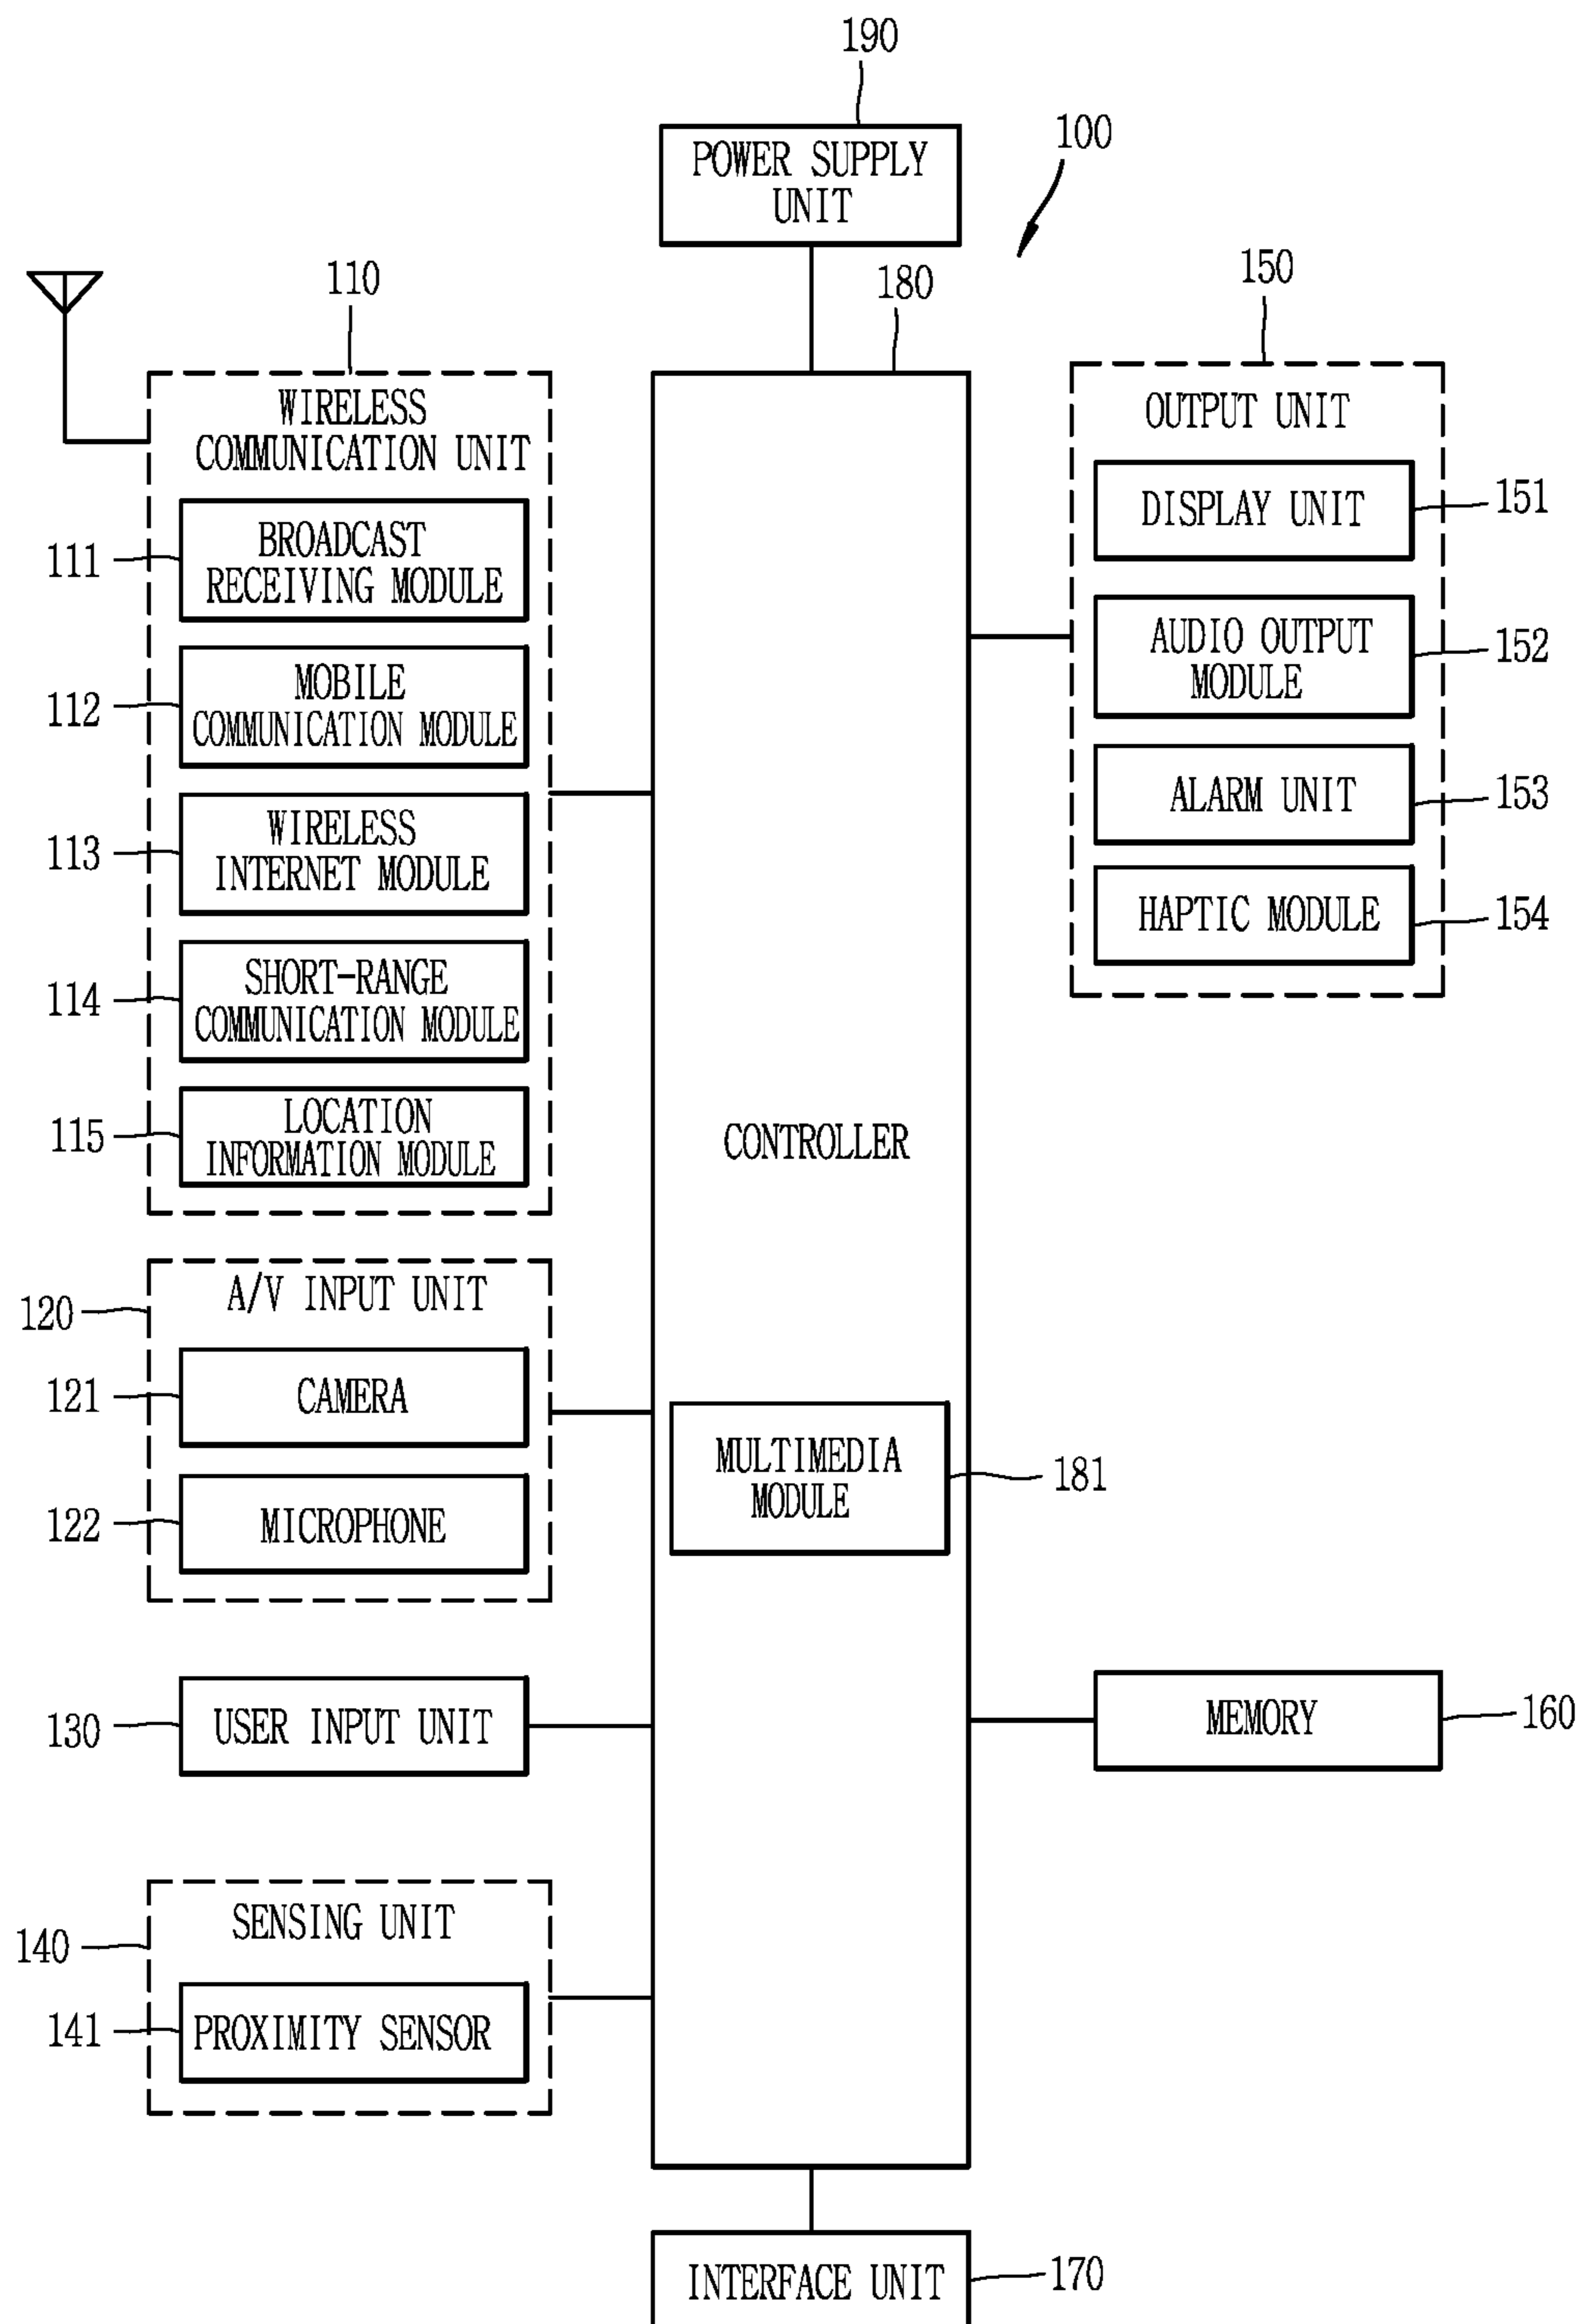 190
POWER SUPPLY
UNIT
100
180
110
WIRELESS
COMMUNICATION UNIT
111
BROADCAST
RECEIVING MODULE
112
MOBILE
COMMUNICATION MODULE
113
WIRELESS
INTERNET MODULE
114
SHORT-RANGE
COMMUNICATION MODULE
115
LOCATION
INFORMATION MODULE
120
A/V INPUT UNIT
121
CAMERA
122
MICROPHONE
130
USER INPUT UNIT
140
SENSING UNIT
141
PROXIMITY SENSOR
CONTROLLER
MULTIMEDIA
MODULE
181
150
OUTPUT UNIT
DISPLAY UNIT
151
AUDIO OUTPUT
MODULE
152
ALARM UNIT
153
HAPTIC MODULE
154
MEMORY
160
INTERFACE UNIT
170